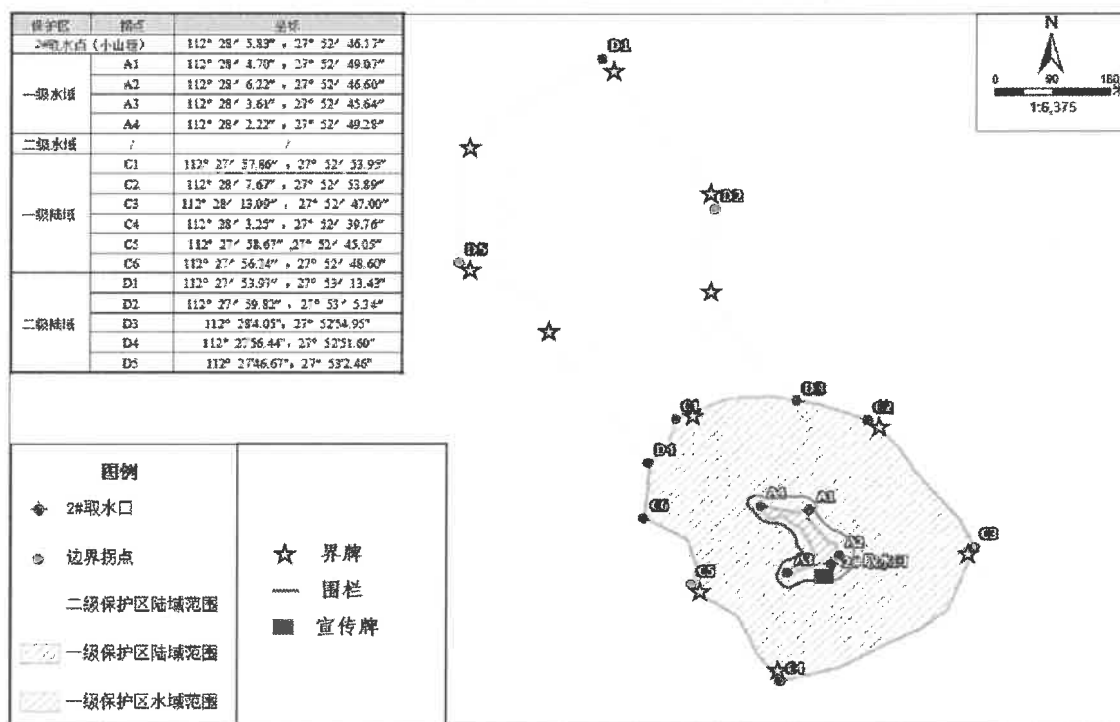 保护区 拐点 坐标
2#取水点（小山塘） 112° 28′ 5.83″，27° 52′ 46.17″
一级水域
A1 112° 28′ 4.70″，27° 52′ 49.07″
A2 112° 28′ 6.22″，27° 52′ 46.60″
A3 112° 28′ 3.61″，27° 52′ 45.64″
A4 112° 28′ 2.22″，27° 52′ 49.28″
二级水域 / /
一级陆域
C1 112° 27′ 57.86″，27° 52′ 53.95″
C2 112° 28′ 7.67″，27° 52′ 53.89″
C3 112° 28′ 13.09″，27° 52′ 47.00″
C4 112° 28′ 3.25″，27° 52′ 39.76″
C5 112° 27′ 58.67″,27° 52′ 45.05″
C6 112° 27′ 56.24″，27° 52′ 48.60″
二级陆域
D1 112° 27′ 53.97″，27° 53′ 13.43″
D2 112° 27′ 59.82″，27° 53′ 5.34″
D3 112° 28'4.05"，27° 52'54.95"
D4 112° 27'56.44"，27° 52'51.60"
D5 112° 27'46.67"，27° 53'2.46"
N
0 90 180
1:6,375
D1
D2
D5
D3
C1
C2
D4
C6
A4
A1
A2
2#取水口
A3
C3
C5
C4
图例
2#取水口
边界拐点
二级保护区陆域范围
一级保护区陆域范围
一级保护区水域范围
界牌
围栏
宣传牌